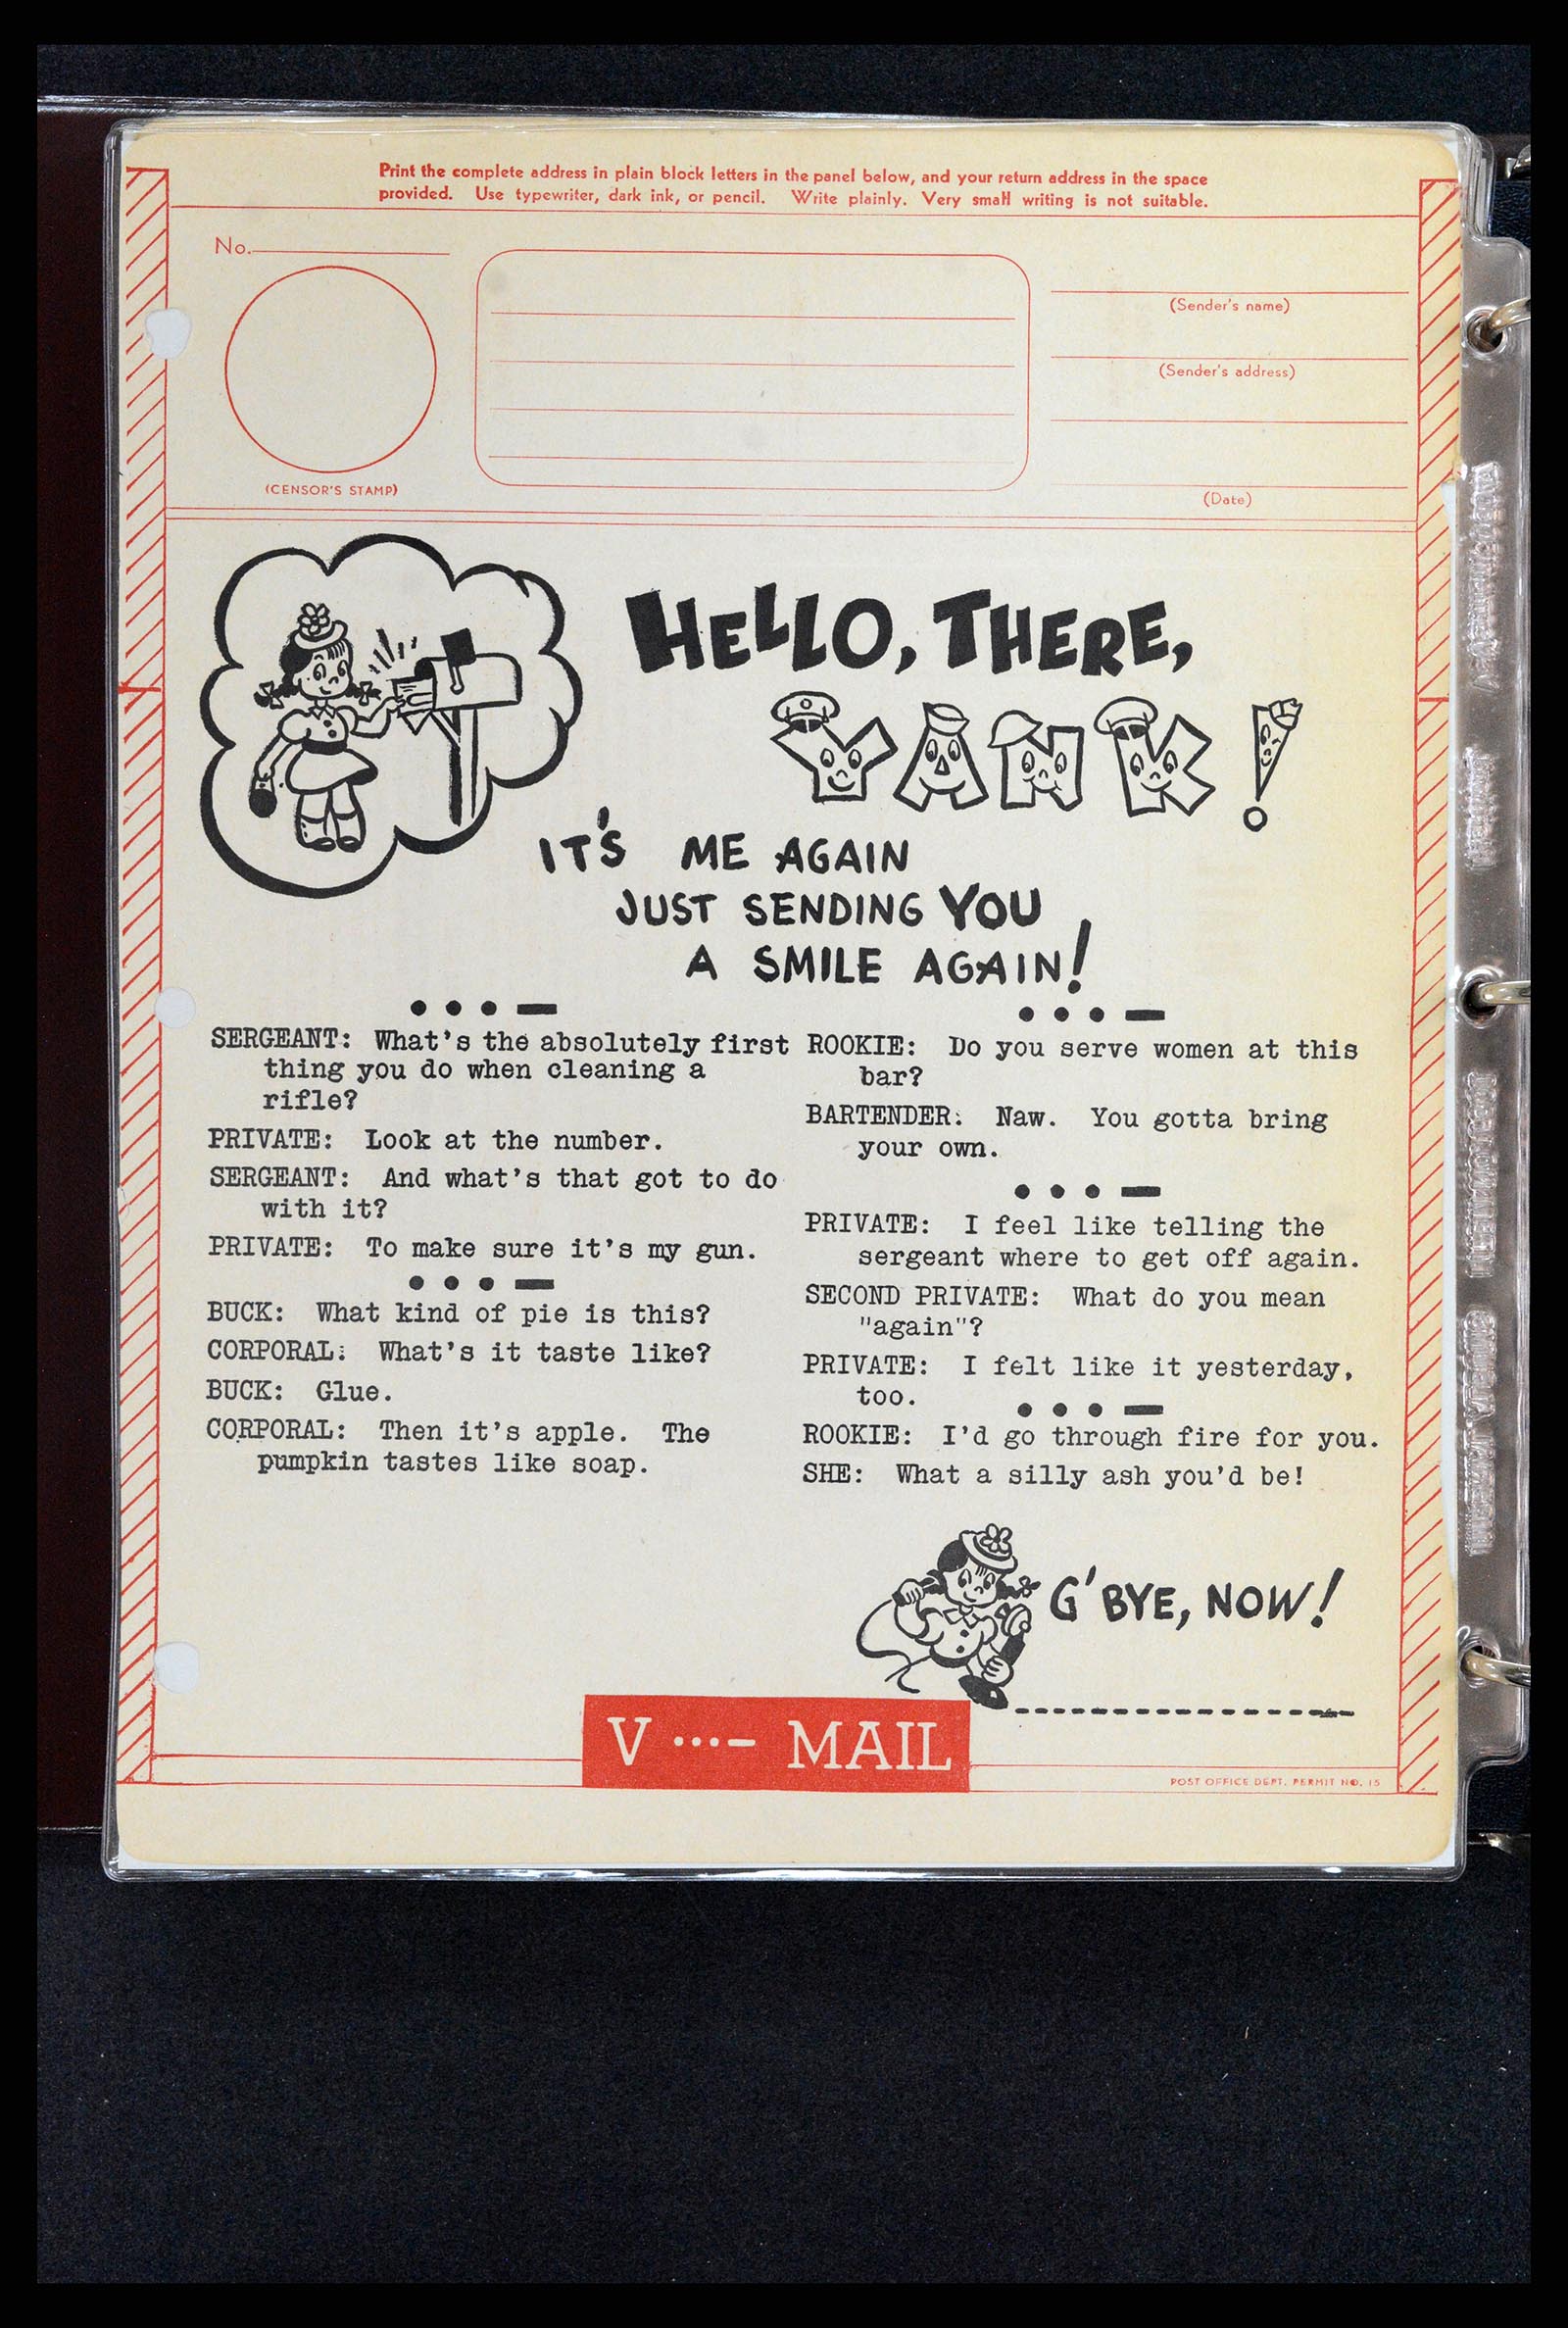 Print the complete address in plain block letters in the panel below, and your return address in the space
provided. Use typewriter, dark ink, or pencil. Write plainly. Very small writing is not suitable.
No.
(CENSOR'S STAMP)
(Sender's name)
(Sender's address)
(Date)
HELLO, THERE,
YANK!
IT'S ME AGAIN
JUST SENDING YOU
A SMILE AGAIN!
SERGEANT: What's the absolutely first
thing you do when cleaning a
rifle?
PRIVATE: Look at the number.
SERGEANT: And what's that got to do
with it?
PRIVATE: To make sure it's my gun.
BUCK: What kind of pie is this?
CORPORAL: What's it taste like?
BUCK: Glue.
CORPORAL: Then it's apple. The
pumpkin tastes like soap.
ROOKIE: Do you serve women at this
bar?
BARTENDER: Naw. You gotta bring
your own.
PRIVATE: I feel like telling the
sergeant where to get off again.
SECOND PRIVATE: What do you mean
"again"?
PRIVATE: I felt like it yesterday,
too.
ROOKIE: I'd go through fire for you.
SHE: What a silly ash you'd be!
G'BYE, NOW!
V ...- MAIL
POST OFFICE DEPT. PERMIT NO. 15